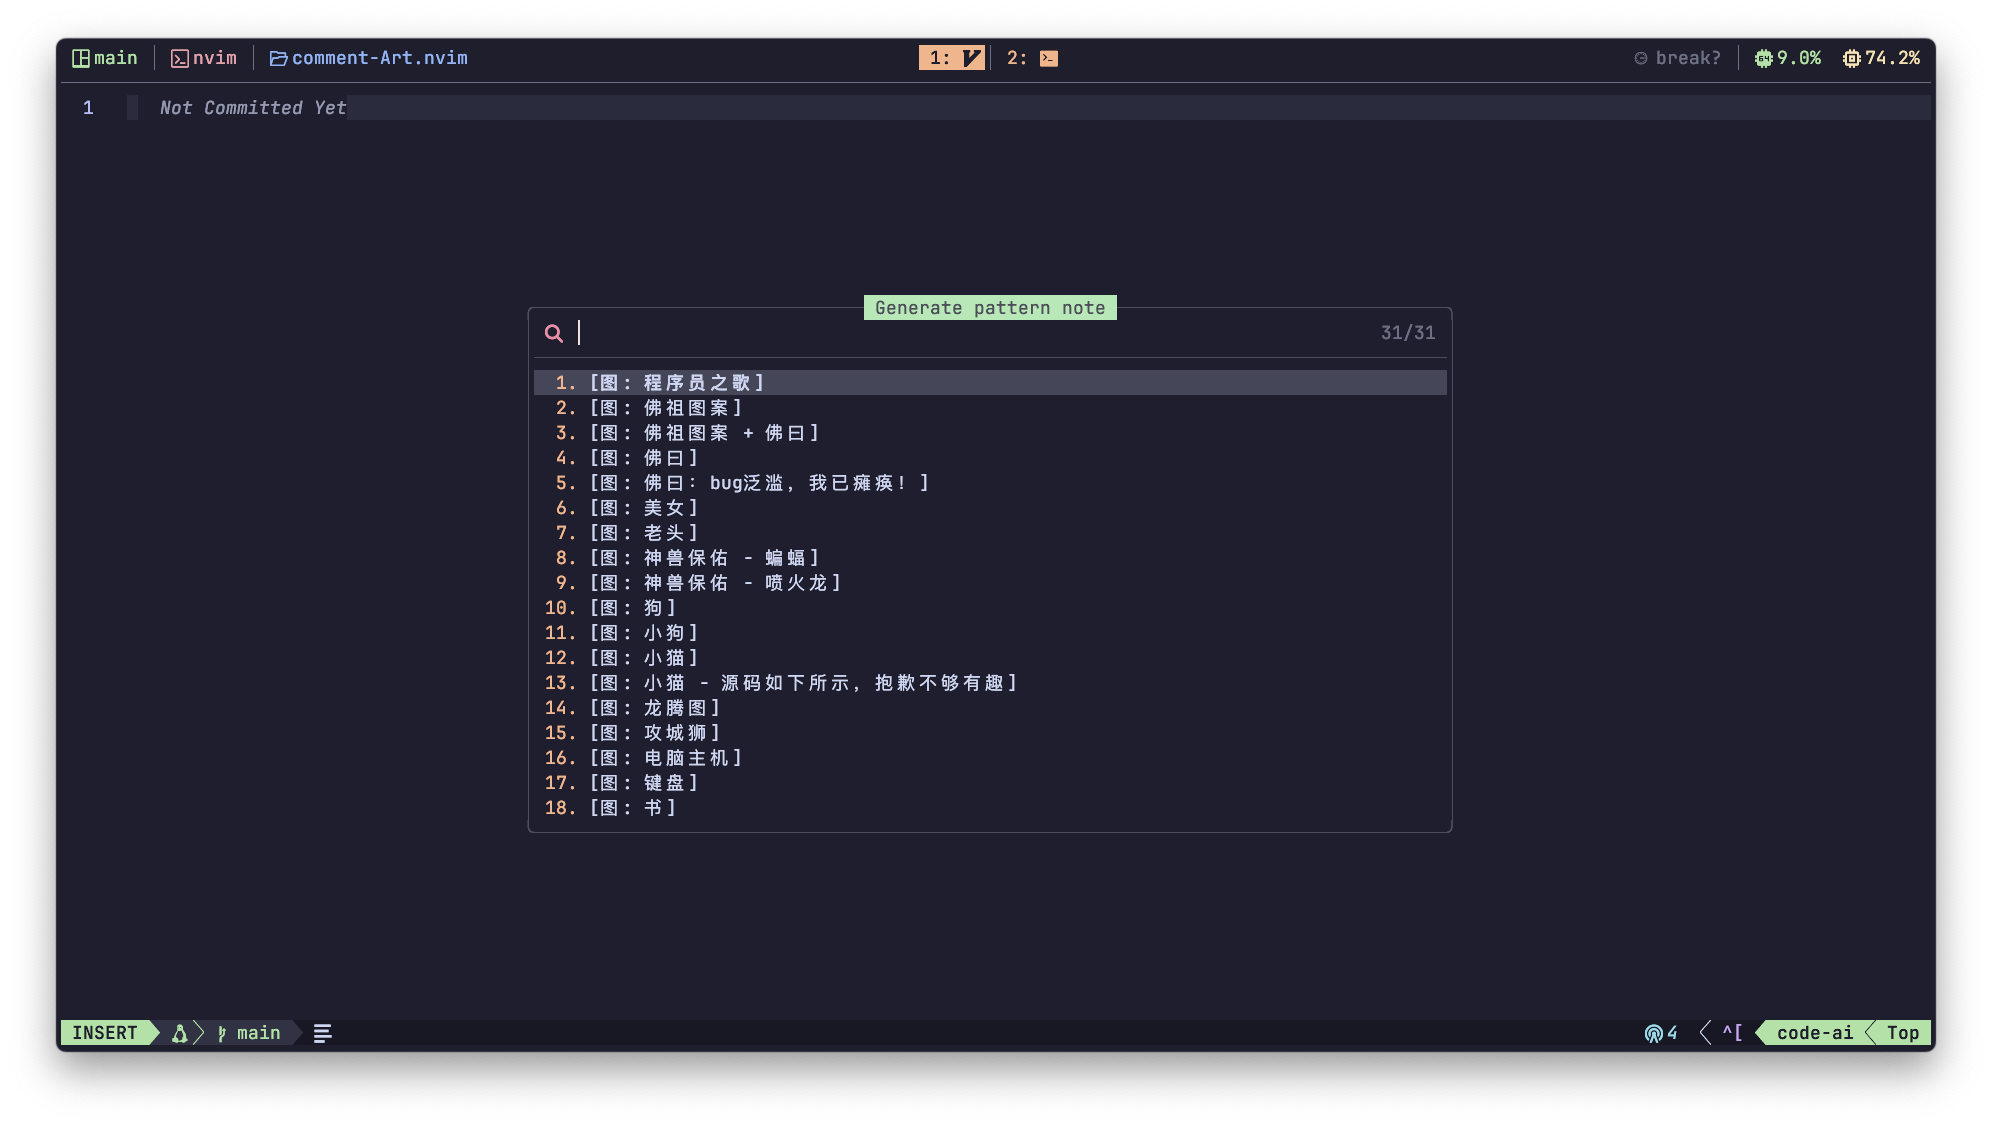 main nvim comment-Art.nvim 1: 2: break? 9.0% 74.2%
1 Not Committed Yet
Generate pattern note
31/31
1. [图: 程序员之歌]
2. [图: 佛祖图案]
3. [图: 佛祖图案 + 佛曰]
4. [图: 佛曰]
5. [图: 佛曰: bug泛滥, 我已瘫痪! ]
6. [图: 美女]
7. [图: 老头]
8. [图: 神兽保佑 - 蝙蝠]
9. [图: 神兽保佑 - 喷火龙]
10. [图: 狗]
11. [图: 小狗]
12. [图: 小猫]
13. [图: 小猫 - 源码如下所示, 抱歉不够有趣]
14. [图: 龙腾图]
15. [图: 攻城狮]
16. [图: 电脑主机]
17. [图: 键盘]
18. [图: 书]
INSERT main 4 ^[ code-ai Top